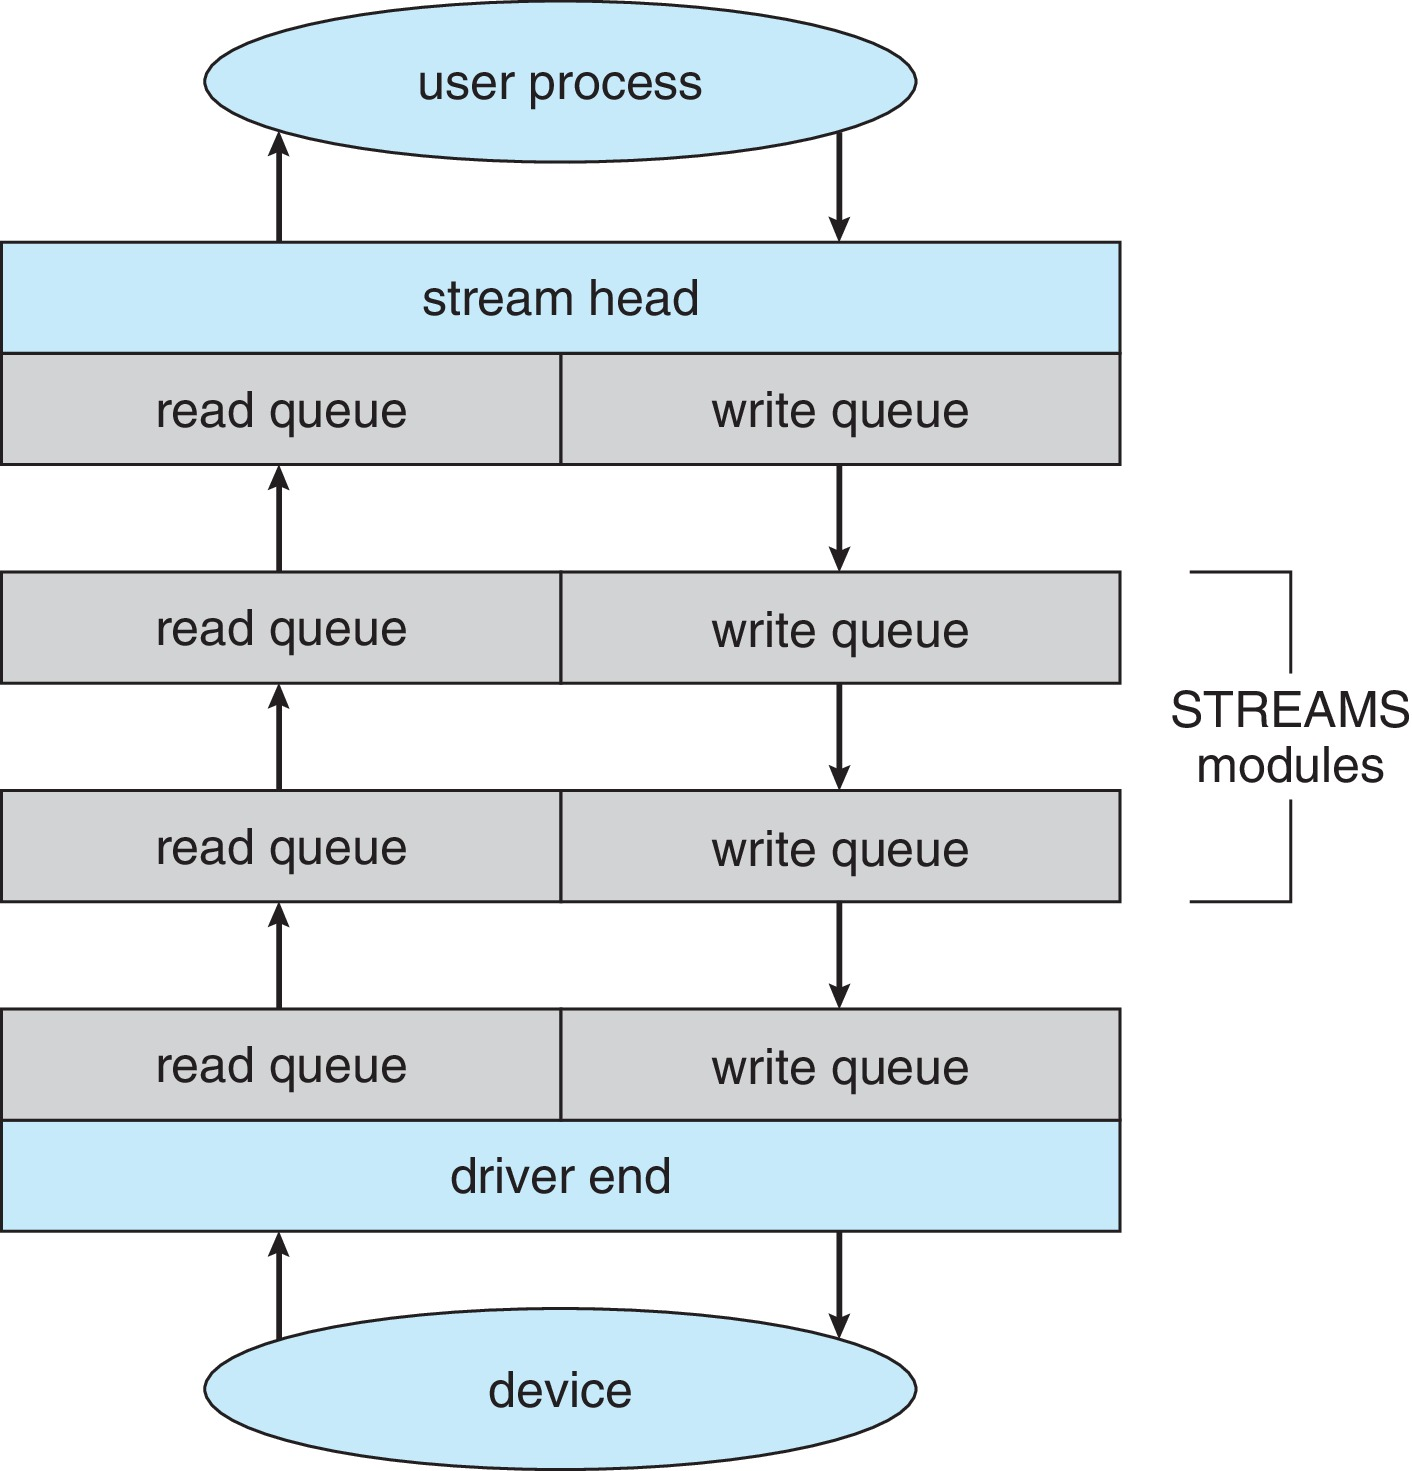 user process
stream head
read queue write queue
read queue write queue
STREAMS
modules
read queue write queue
read queue write queue
driver end
device